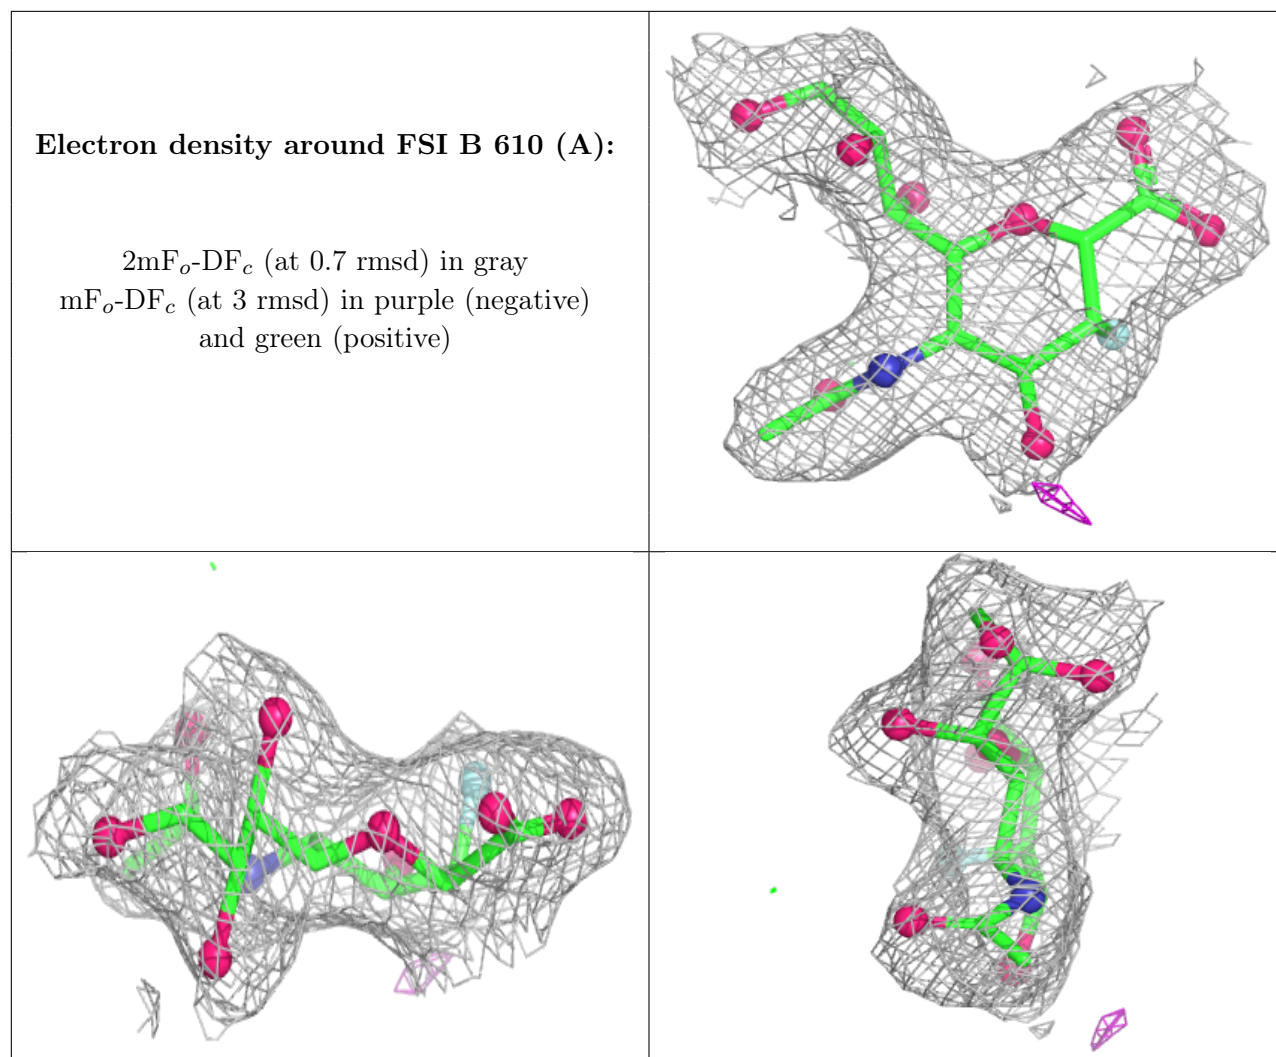 Electron density around FSI B 610 (A):
2mFₒ-DF𝒸 (at 0.7 rmsd) in gray
mFₒ-DF𝒸 (at 3 rmsd) in purple (negative)
and green (positive)